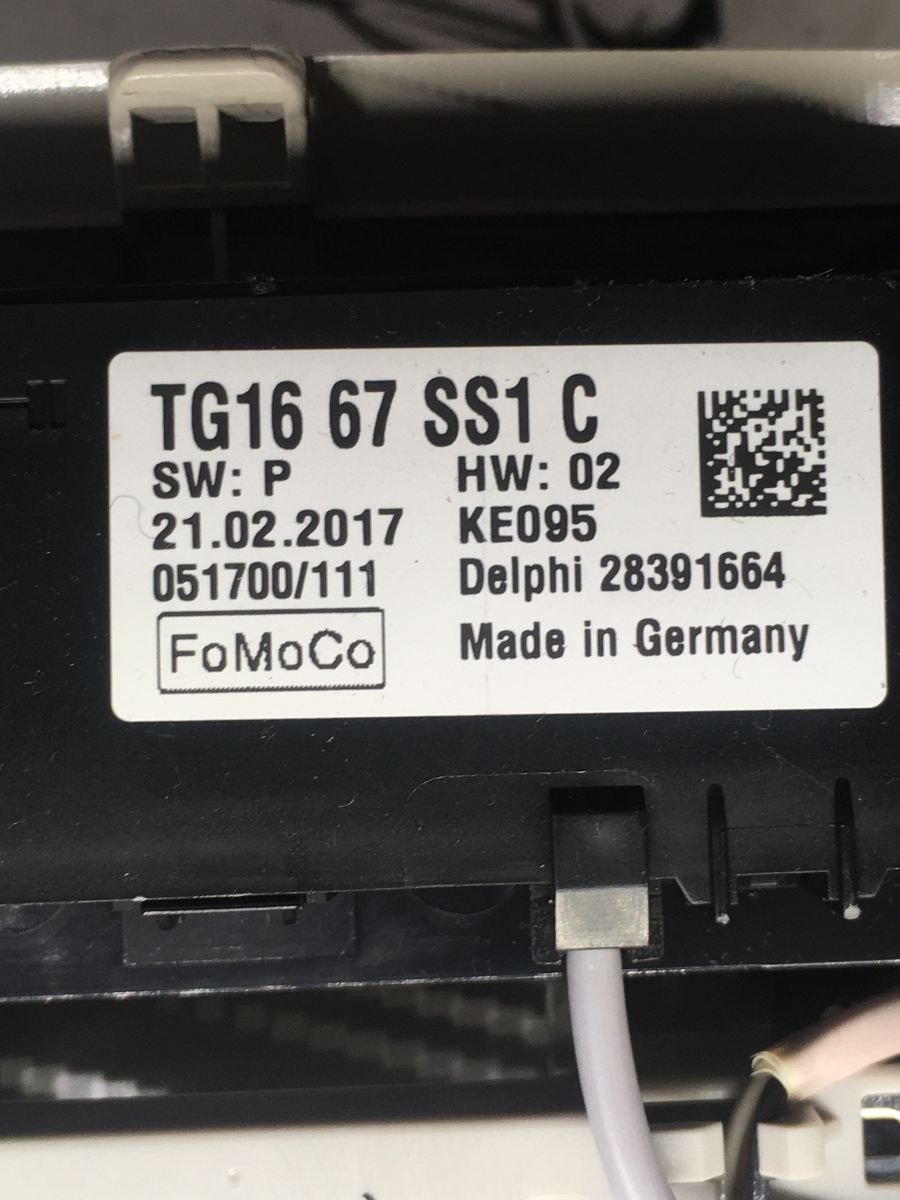 TG16 67 SS1 C
SW: P HW: 02
21.02.2017 KE095
051700/111 Delphi 28391664
FoMoCo Made in Germany